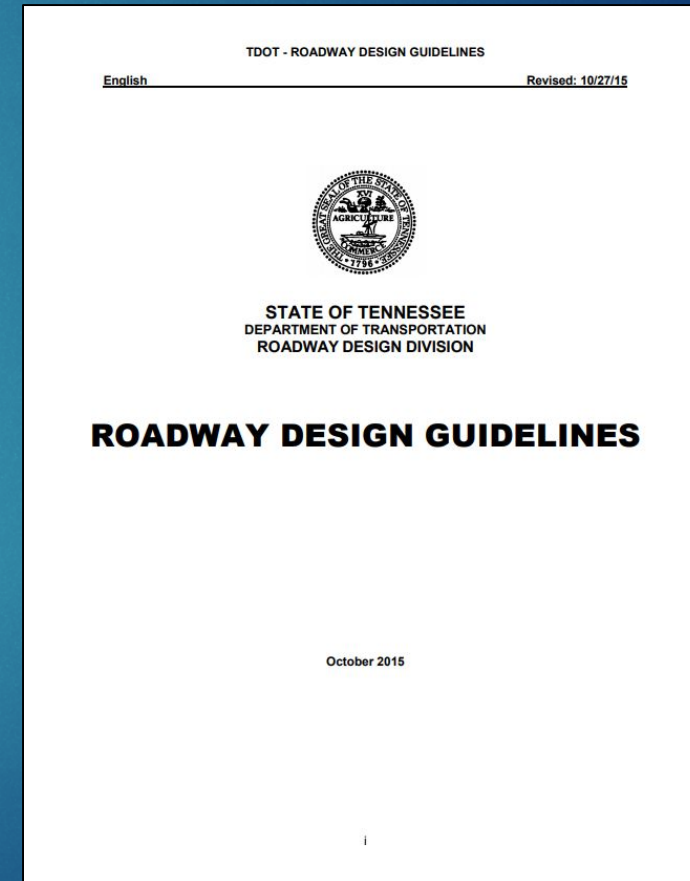 TDOT - ROADWAY DESIGN GUIDELINES
English Revised: 10/27/15
THE GREAT SEAL OF THE STATE OF TENNESSEE
XVI
AGRICULTURE
COMMERCE
1796
STATE OF TENNESSEE
DEPARTMENT OF TRANSPORTATION
ROADWAY DESIGN DIVISION
ROADWAY DESIGN GUIDELINES
October 2015
i